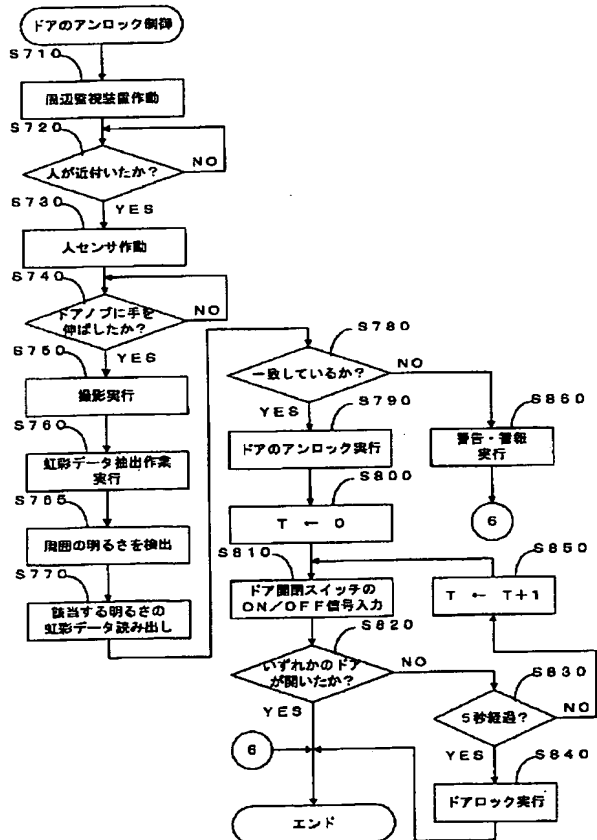 ドアのアンロック制御
S710
周辺監視装置作動
S720
人が近付いたか?
NO
YES
S730
人センサ作動
S740
ドアノブに手を
伸ばしたか?
NO
YES
S750
撮影実行
S760
虹彩データ抽出作業
実行
S765
周囲の明るさを検出
S770
該当する明るさの
虹彩データ読み出し
S780
一致しているか?
NO
YES
S790
ドアのアンロック実行
S860
警告・警報
実行
6
S800
T ← 0
S810
ドア開閉スイッチの
ON/OFF信号入力
S850
T ← T+1
S820
いずれかのドア
が開いたか?
NO
YES
S830
5秒経過?
NO
YES
S840
ドアロック実行
6
エンド